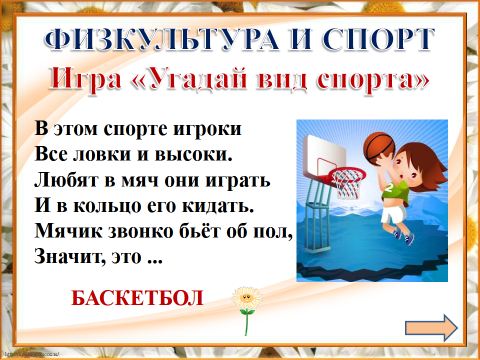 ФИЗКУЛЬТУРА И СПОРТ
Игра «Угадай вид спорта»
В этом спорте игроки
Все ловки и высоки.
Любят в мяч они играть
И в кольцо его кидать.
Мячик звонко бьёт об пол,
Значит, это ...
БАСКЕТБОЛ
2